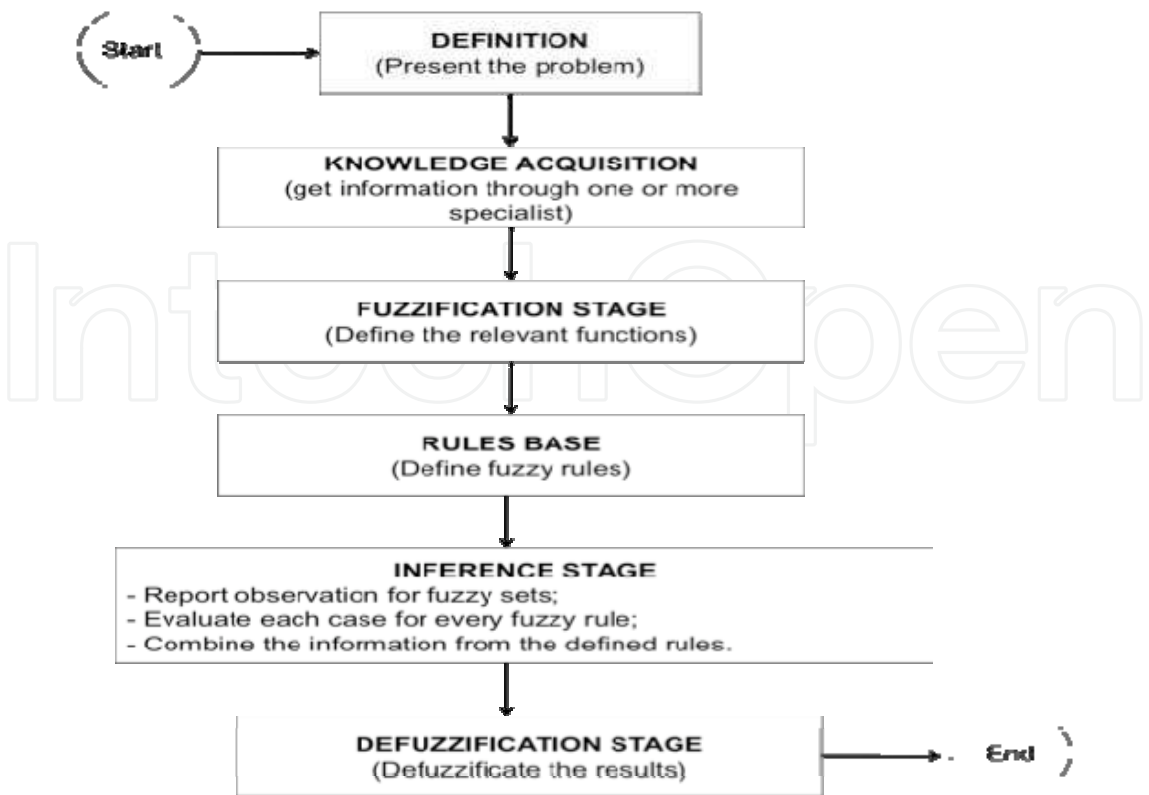 Start
DEFINITION
(Present the problem)
KNOWLEDGE ACQUISITION
(get information through one or more
specialist)
FUZZIFICATION STAGE
(Define the relevant functions)
RULES BASE
(Define fuzzy rules)
INFERENCE STAGE
- Report observation for fuzzy sets;
- Evaluate each case for every fuzzy rule;
- Combine the information from the defined rules.
DEFUZZIFICATION STAGE
(Defuzzificate the results)
End
IntechOpen